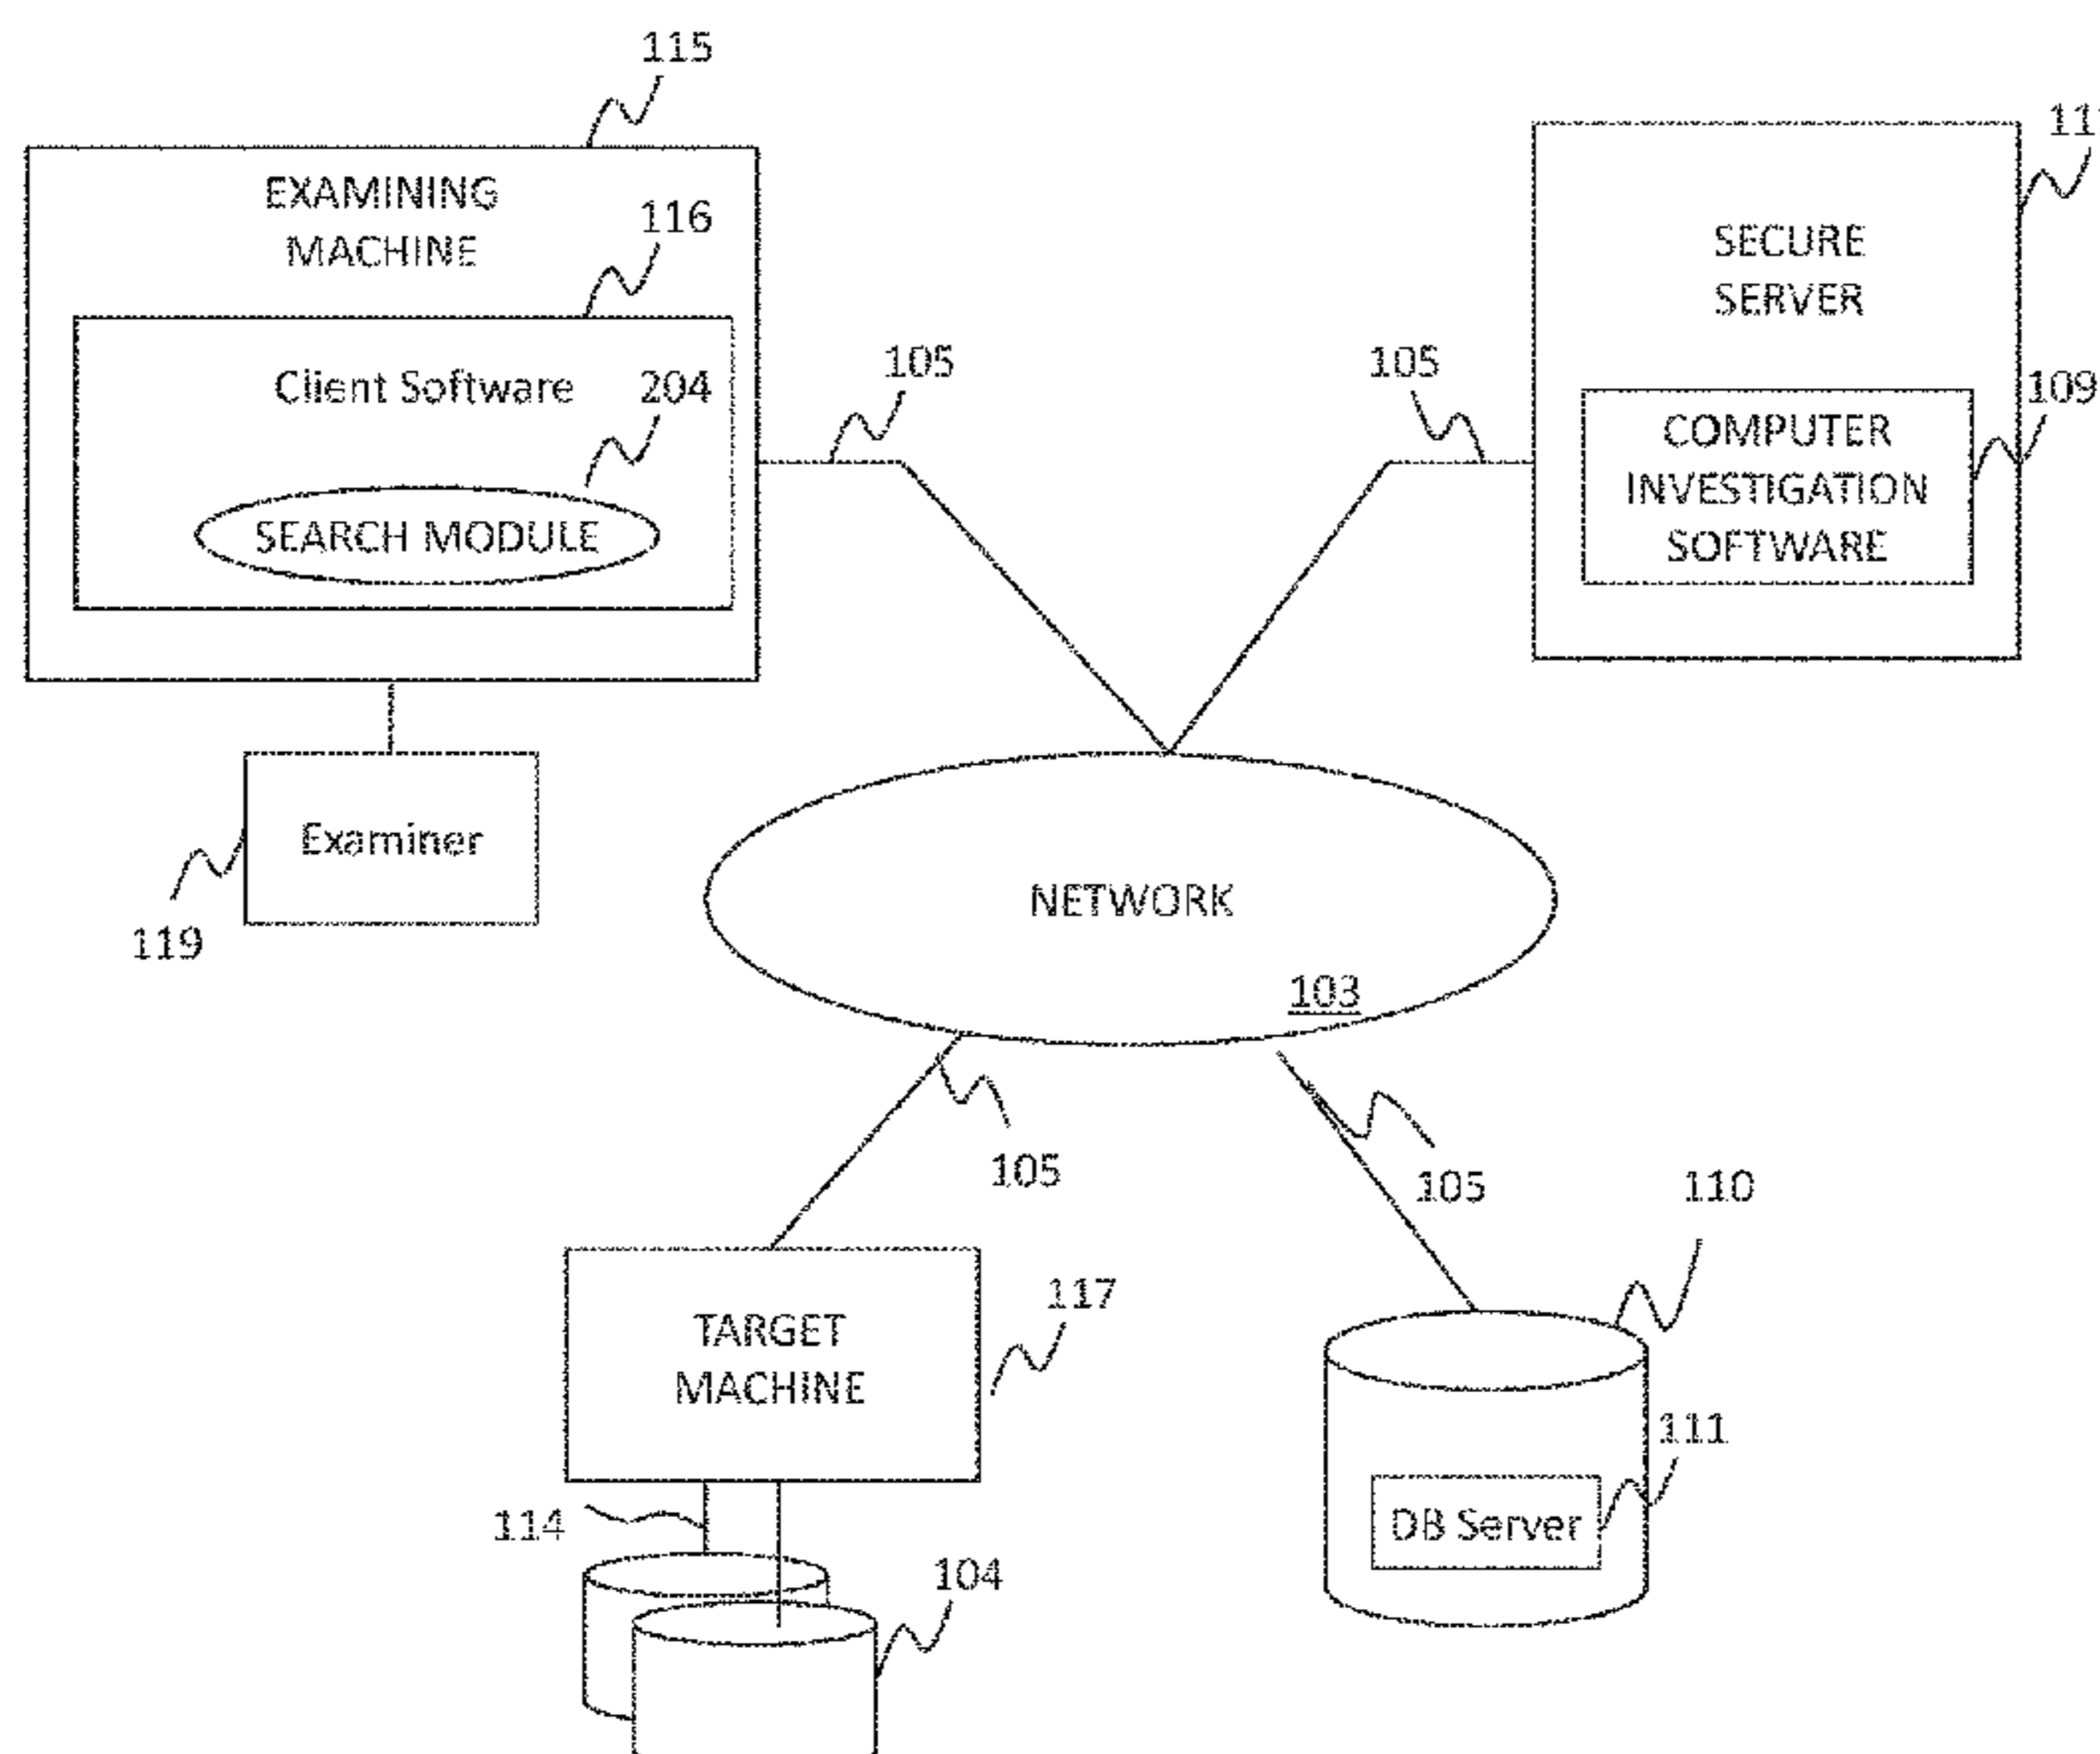 115
EXAMINING
MACHINE
116
Client Software
204
SEARCH MODULE
105
105
SECURE
SERVER
109
COMPUTER
INVESTIGATION
SOFTWARE
Examiner
119
NETWORK
103
105
105
110
TARGET
MACHINE
117
111
DB Server
114
104